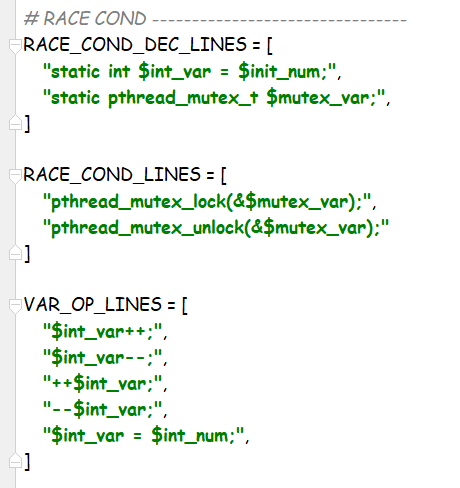 # RACE COND --------------------------------
RACE_COND_DEC_LINES = [
    "static int $int_var = $init_num;",
    "static pthread_mutex_t $mutex_var;",
]

RACE_COND_LINES = [
    "pthread_mutex_lock(&$mutex_var);",
    "pthread_mutex_unlock(&$mutex_var);"
]

VAR_OP_LINES = [
    "$int_var++;",
    "$int_var--;",
    "++$int_var;",
    "--$int_var;",
    "$int_var = $int_num;",
]